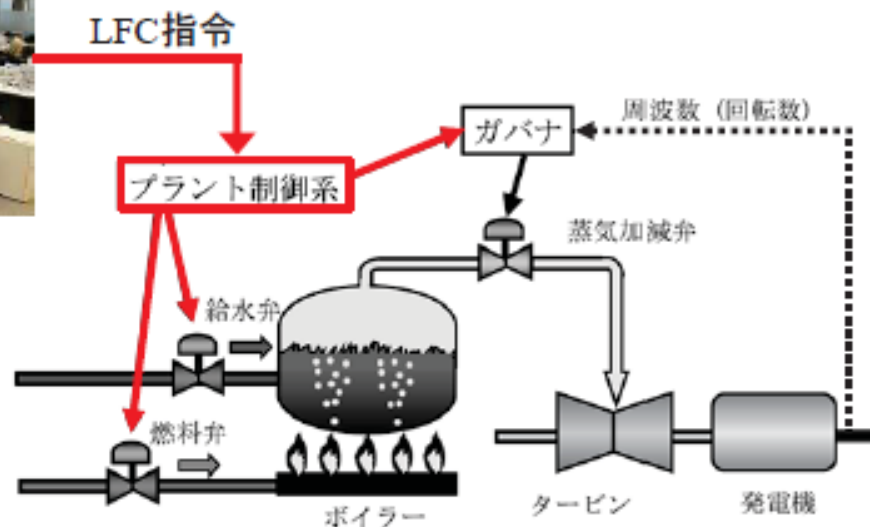 LFC指令
周波数（回転数）
ガバナ
プラント制御系
蒸気加減弁
給水弁
燃料弁
ボイラー
タービン
発電機